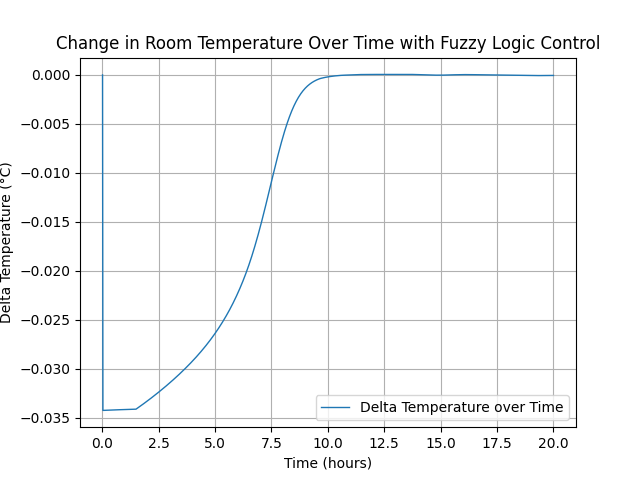 Change in Room Temperature Over Time with Fuzzy Logic Control
0.000
−0.005
−0.010
−0.015
−0.020
−0.025
−0.030
−0.035
Delta Temperature (°C)
Delta Temperature over Time
0.0 2.5 5.0 7.5 10.0 12.5 15.0 17.5 20.0
Time (hours)